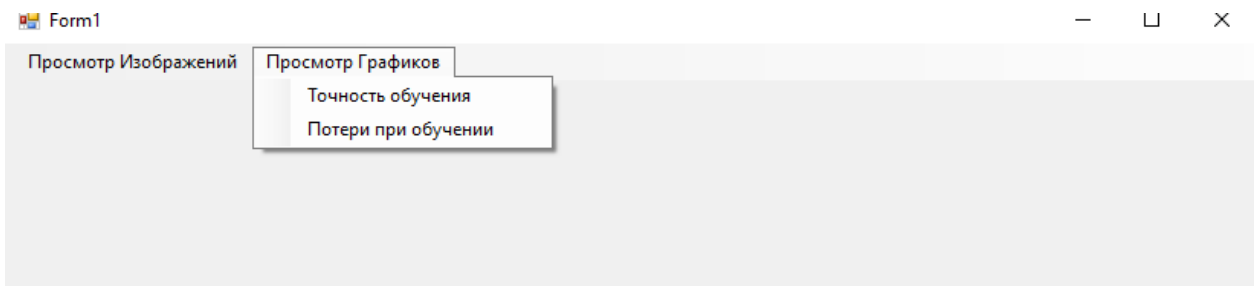 Form1
Просмотр Изображений Просмотр Графиков
Точность обучения
Потери при обучении